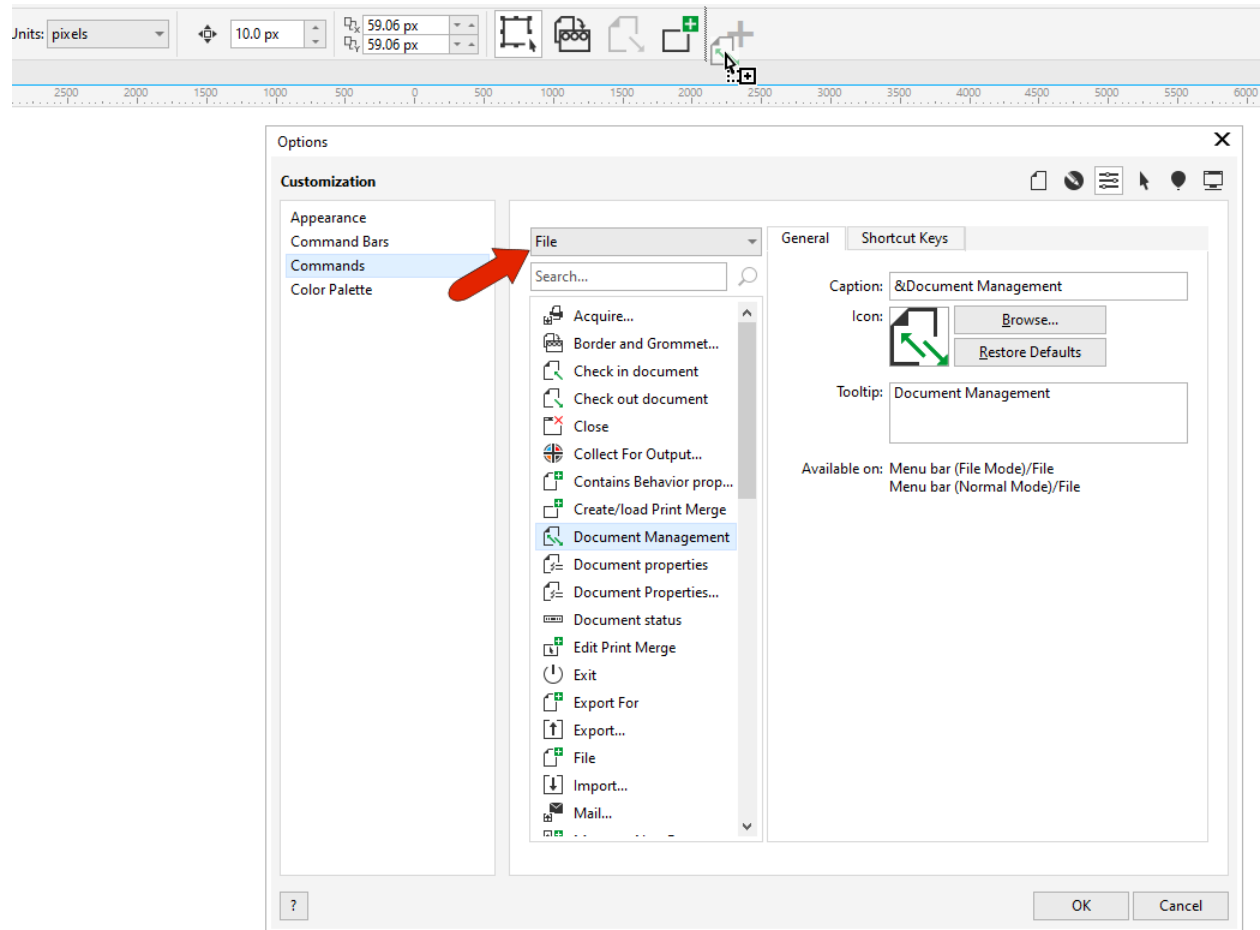 Units: pixels
10.0 px
59.06 px
59.06 px
2500 2000 1500 1000 500 0 500 1000 1500 2000 2500 3000 3500 4000 4500 5000 5500 6000
Options
Customization
Appearance
Command Bars
Commands
Color Palette
File
Search...
Acquire...
Border and Grommet...
Check in document
Check out document
Close
Collect For Output...
Contains Behavior prop...
Create/load Print Merge
Document Management
Document properties
Document Properties...
Document status
Edit Print Merge
Exit
Export For
Export...
File
Import...
Mail...
General Shortcut Keys
Caption: &Document Management
Icon: Browse...
Restore Defaults
Tooltip: Document Management
Available on: Menu bar (File Mode)/File
Menu bar (Normal Mode)/File
?
OK Cancel